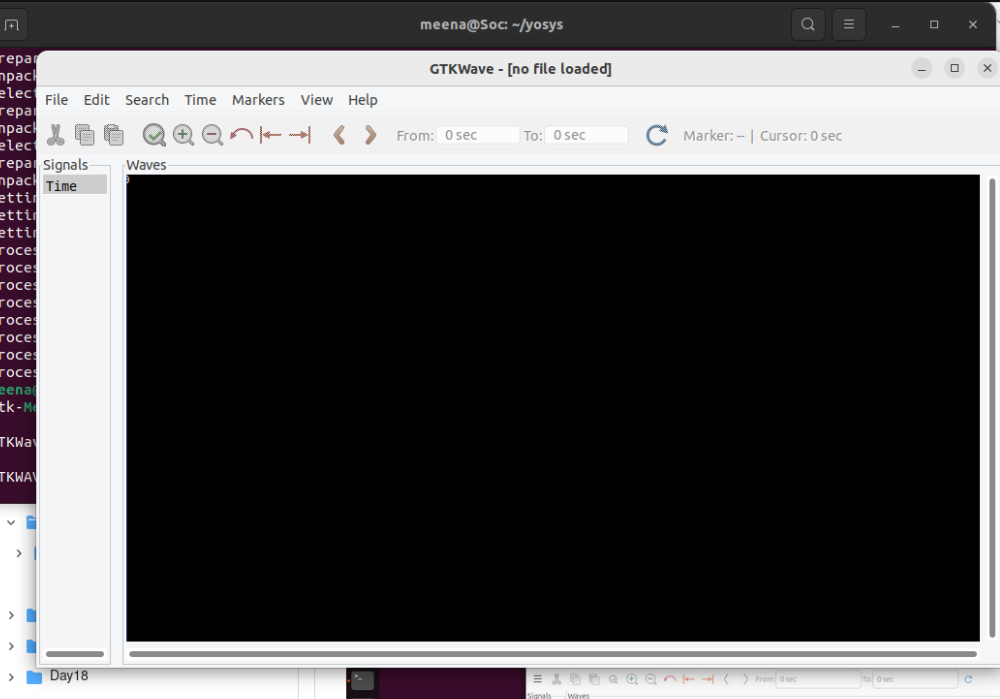 meena@Soc: ~/yosys
GTKWave - [no file loaded]
File Edit Search Time Markers View Help
From: 0 sec To: 0 sec Marker: -- | Cursor: 0 sec
Signals Waves
Time
repar
npack
elect
repar
npack
elect
repar
npack
ettin
ettin
ettin
roces
roces
roces
roces
roces
roces
roces
roces
eena@
tk-Me
TKWav
TKWAV
Day18
From: 0 sec To: 0 sec
Signals Waves